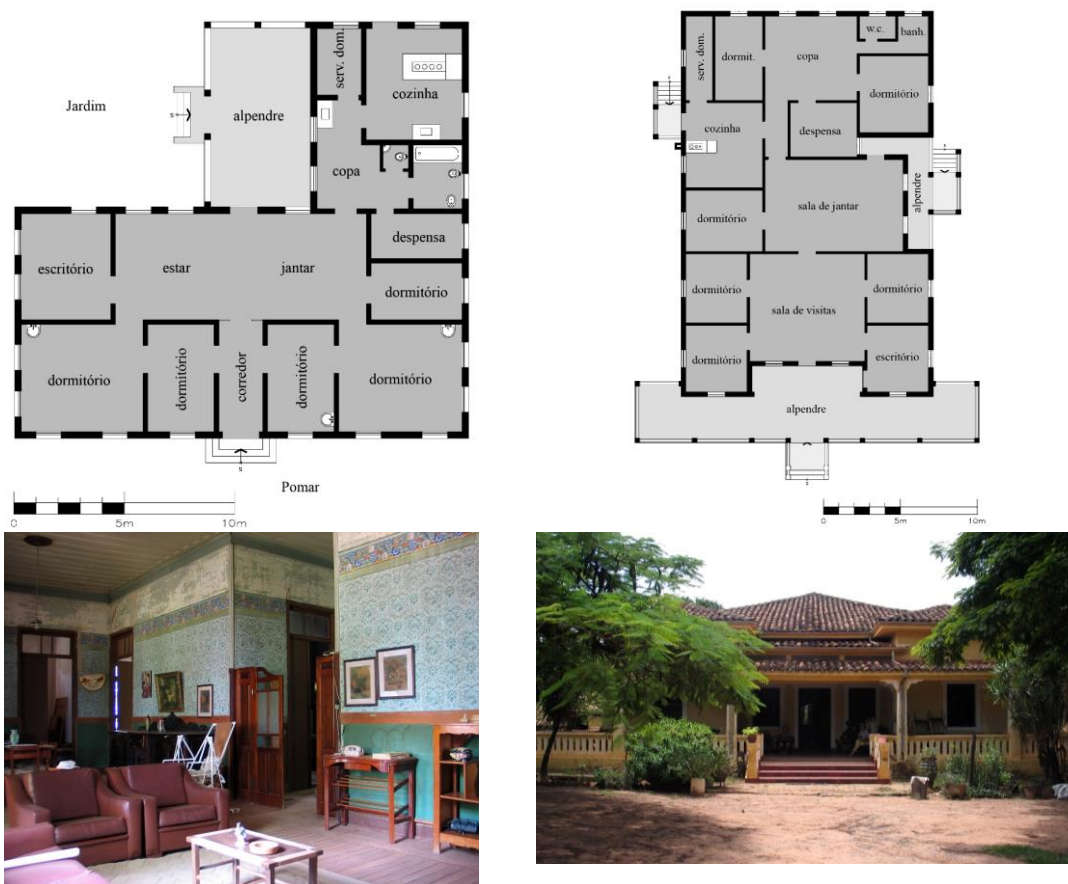 serv. dom.
cozinha
Jardim
alpendre
s
copa
despensa
escritório
estar
jantar
dormitório
dormitório
dormitório
corredor
dormitório
dormitório
s
Pomar
0 5m 10m
w.c.
banh.
serv. dom.
dormit.
copa
dormitório
s
cozinha
despensa
s
alpendre
dormitório
sala de jantar
dormitório
sala de visitas
dormitório
dormitório
escritório
alpendre
s
0 5m 10m